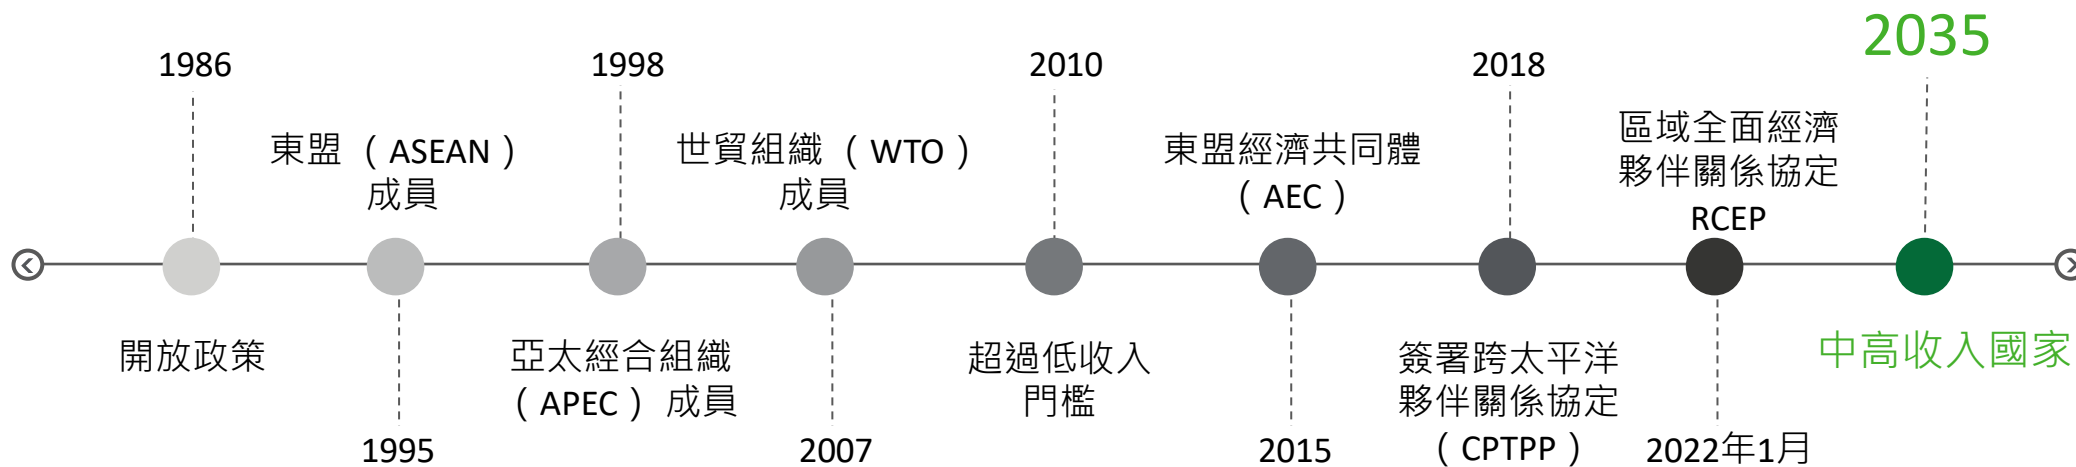 1986
開放政策
東盟（ASEAN）
成員
1995
1998
亞太經合組織
（APEC） 成員
世貿組織（WTO）
成員
2007
2010
超過低收入
門檻
東盟經濟共同體
（AEC）
2015
2018
簽署跨太平洋
夥伴關係協定
（CPTPP）
區域全面經濟
夥伴關係協定
RCEP
2022年1月
2035
中高收入國家